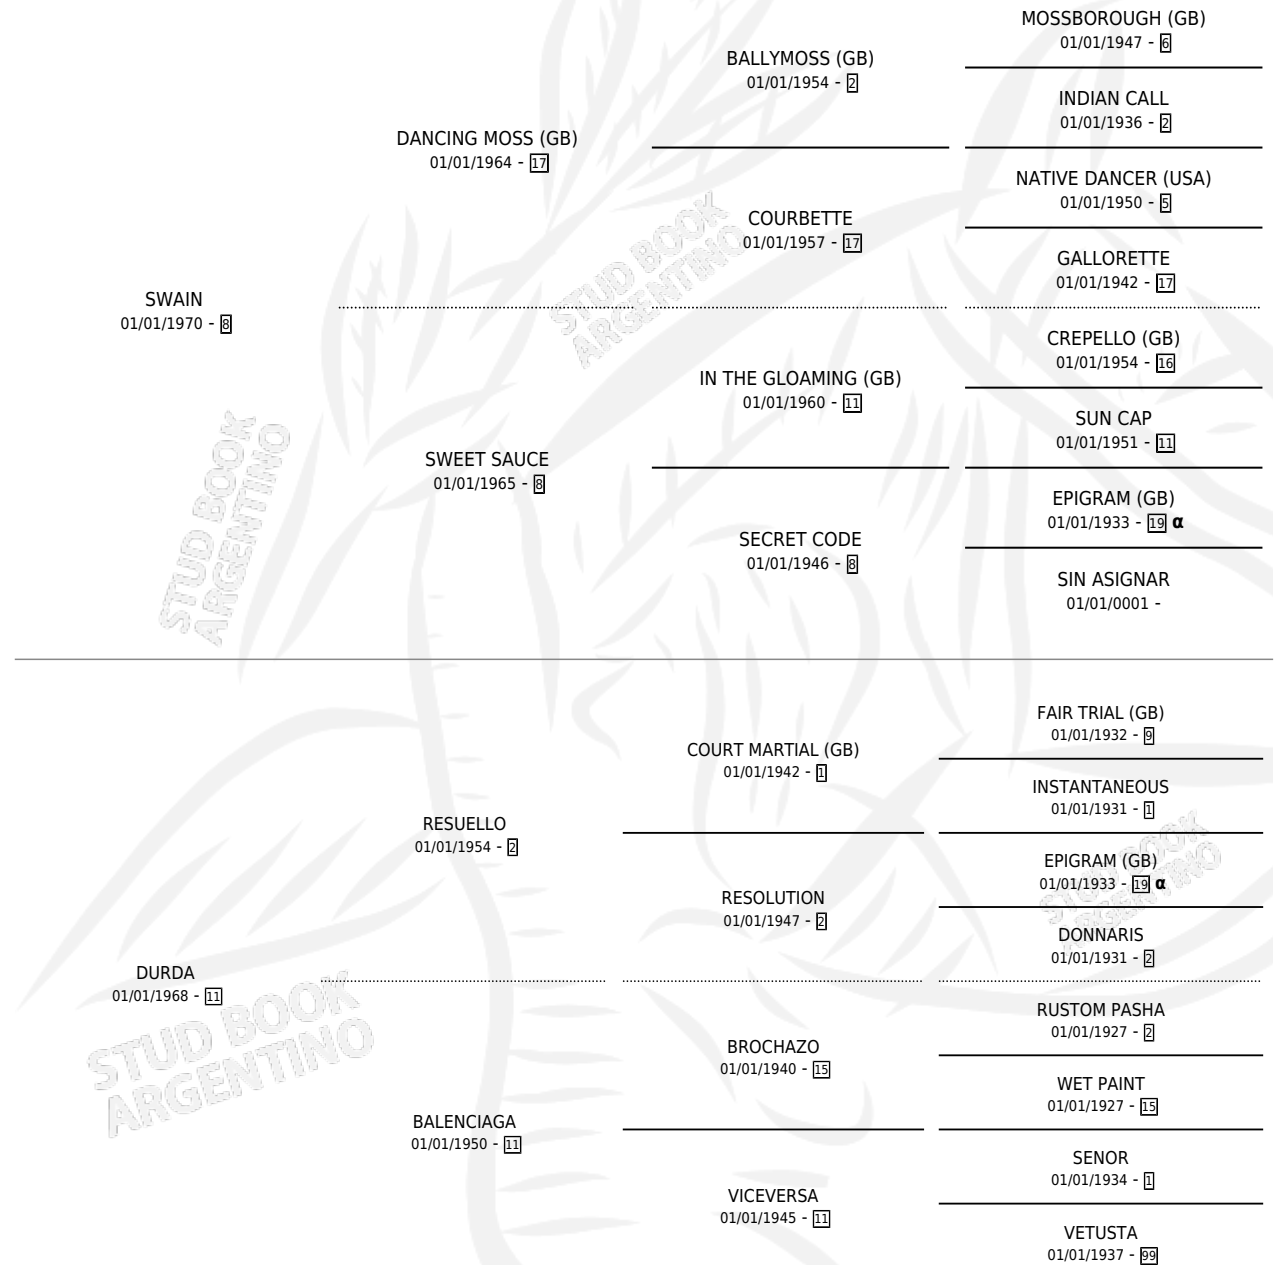 MOSSBOROUGH (GB)
01/01/1947 - 6
BALLYMOSS (GB)
01/01/1954 - 2
INDIAN CALL
01/01/1936 - 2
DANCING MOSS (GB)
01/01/1964 - 17
NATIVE DANCER (USA)
01/01/1950 - 5
COURBETTE
01/01/1957 - 17
GALLORETTE
01/01/1942 - 17
SWAIN
01/01/1970 - 8
CREPELLO (GB)
01/01/1954 - 16
IN THE GLOAMING (GB)
01/01/1960 - 11
SUN CAP
01/01/1951 - 11
SWEET SAUCE
01/01/1965 - 8
EPIGRAM (GB)
01/01/1933 - 19 α
SECRET CODE
01/01/1946 - 8
SIN ASIGNAR
01/01/0001 -
FAIR TRIAL (GB)
01/01/1932 - 9
COURT MARTIAL (GB)
01/01/1942 - 1
INSTANTANEOUS
01/01/1931 - 1
RESUELLO
01/01/1954 - 2
EPIGRAM (GB)
01/01/1933 - 19 α
RESOLUTION
01/01/1947 - 2
DONNARIS
01/01/1931 - 2
DURDA
01/01/1968 - 11
RUSTOM PASHA
01/01/1927 - 2
BROCHAZO
01/01/1940 - 15
WET PAINT
01/01/1927 - 15
BALENCIAGA
01/01/1950 - 11
SENOR
01/01/1934 - 1
VICEVERSA
01/01/1945 - 11
VETUSTA
01/01/1937 - 99
STUD BOOK
ARGENTINO
STUD BOOK
ARGENTINO
STUD BOOK
ARGENTINO
STUD BOOK
ARGENTINO